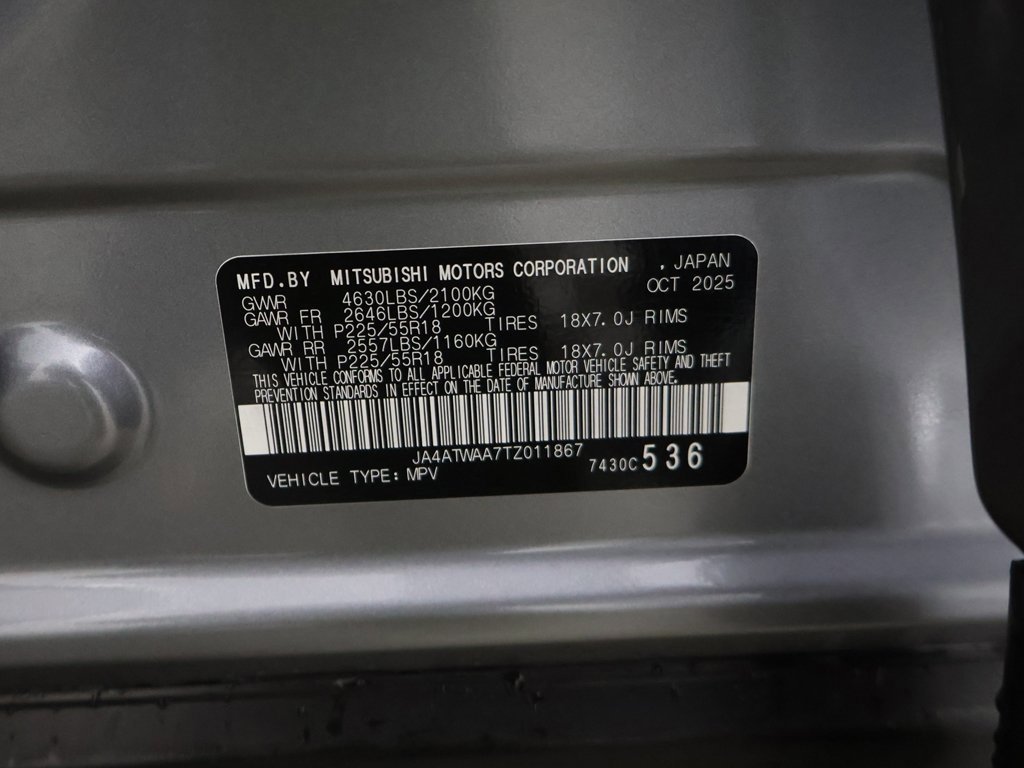 MFD.BY MITSUBISHI MOTORS CORPORATION , JAPAN
OCT 2025
GVWR 4630LBS/2100KG
GAWR FR 2646LBS/1200KG
WITH P225/55R18 TIRES 18X7.0J RIMS
GAWR RR 2557LBS/1160KG
WITH P225/55R18 TIRES 18X7.0J RIMS
THIS VEHICLE CONFORMS TO ALL APPLICABLE FEDERAL MOTOR VEHICLE SAFETY AND THEFT
PREVENTION STANDARDS IN EFFECT ON THE DATE OF MANUFACTURE SHOWN ABOVE.
JA4ATWAA7TZ011867
VEHICLE TYPE: MPV 7430C 536